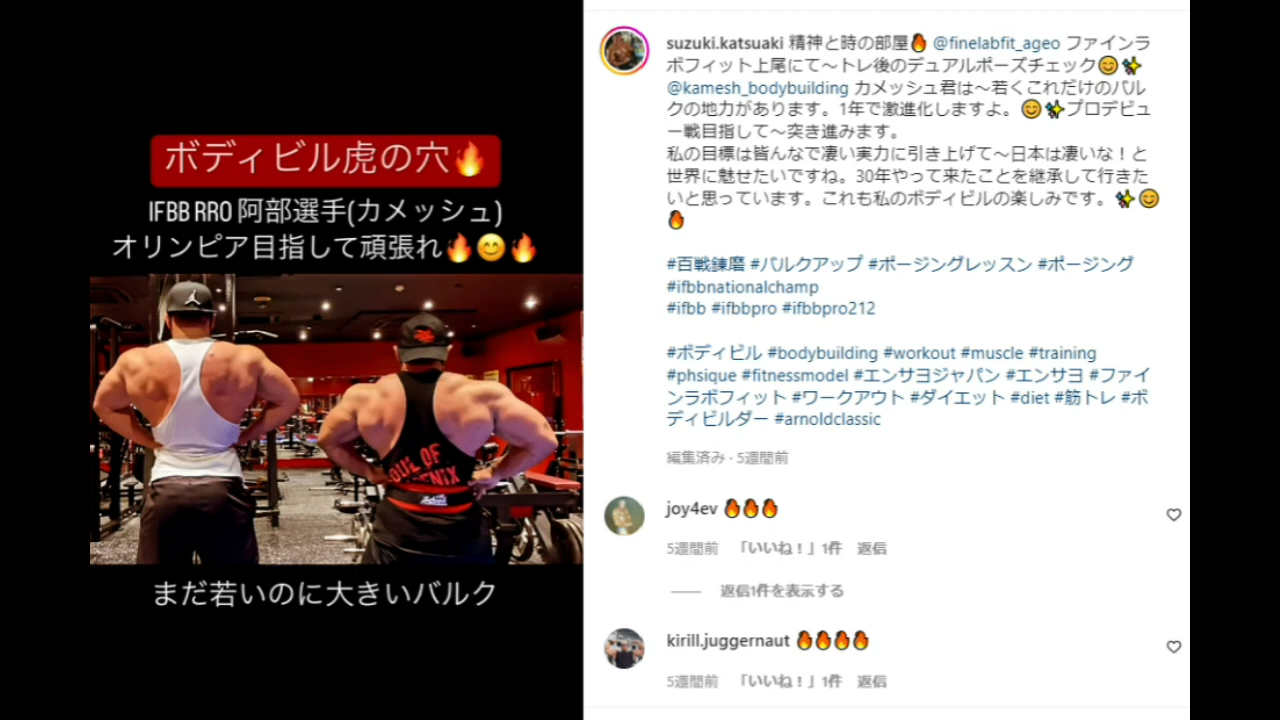 ボディビル虎の穴🔥
IFBB RRO 阿部選手(カメッシュ)
オリンピア目指して頑張れ🔥😊🔥
OUL OF
ENIX
まだ若いのに大きいバルク
suzuki.katsuaki 精神と時の部屋🔥 @finelabfit_ageo ファインラ
ボフィット上尾にて〜トレ後のデュアルポーズチェック😊✨
@kamesh_bodybuilding カメッシュ君は〜若くこれだけのバル
クの地力があります。1年で激進化しますよ。😊✨プロデビュ
ー戦目指して〜突き進みます。
私の目標は皆んなで凄い実力に引き上げて〜日本は凄いな！と
世界に魅せたいですね。30年やって来たことを継承して行きた
いと思っています。これも私のボディビルの楽しみです。✨😊
🔥
#百戦錬磨 #バルクアップ #ポージングレッスン #ポージング
#ifbbnationalchamp
#ifbb #ifbbpro #ifbbpro212
#ボディビル #bodybuilding #workout #muscle #training
#phsique #fitnessmodel #エンサヨジャパン #エンサヨ #ファイ
ンラボフィット #ワークアウト #ダイエット #diet #筋トレ #ボ
ディビルダー #arnoldclassic
編集済み・5週間前
joy4ev 🔥🔥🔥
5週間前 「いいね！」1件 返信
返信1件を表示する
kirill.juggernaut 🔥🔥🔥🔥
5週間前 「いいね！」1件 返信